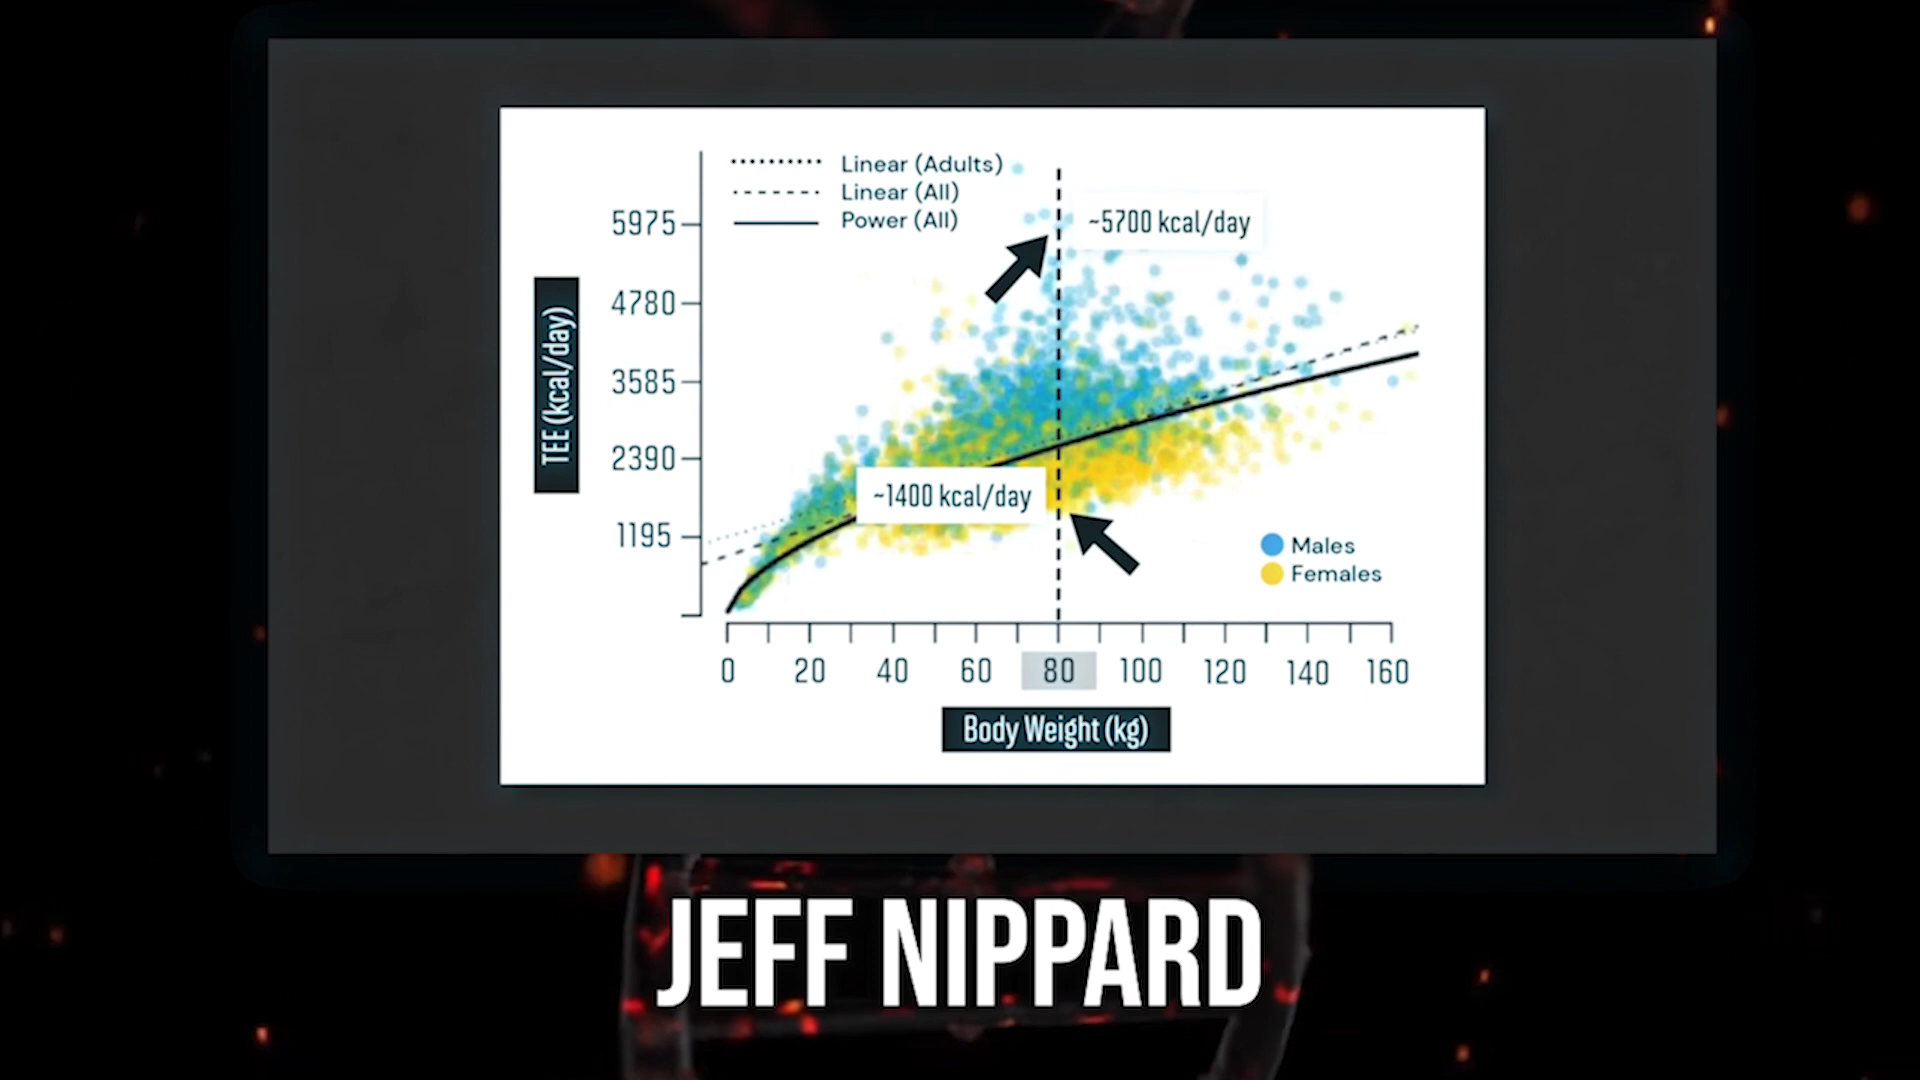 Linear (Adults)
Linear (All)
Power (All)
~5700 kcal/day
5975
4780
3585
2390
1195
TEE (kcal/day)
~1400 kcal/day
Males
Females
0 20 40 60 80 100 120 140 160
Body Weight (kg)
JEFF NIPPARD